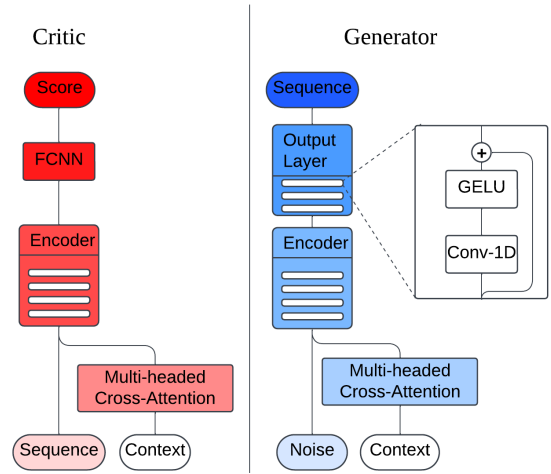 Critic
Score
FCNN
Encoder
Multi-headed
Cross-Attention
Sequence
Context
Generator
Sequence
Output
Layer
Encoder
Multi-headed
Cross-Attention
Noise
Context
+
GELU
Conv-1D